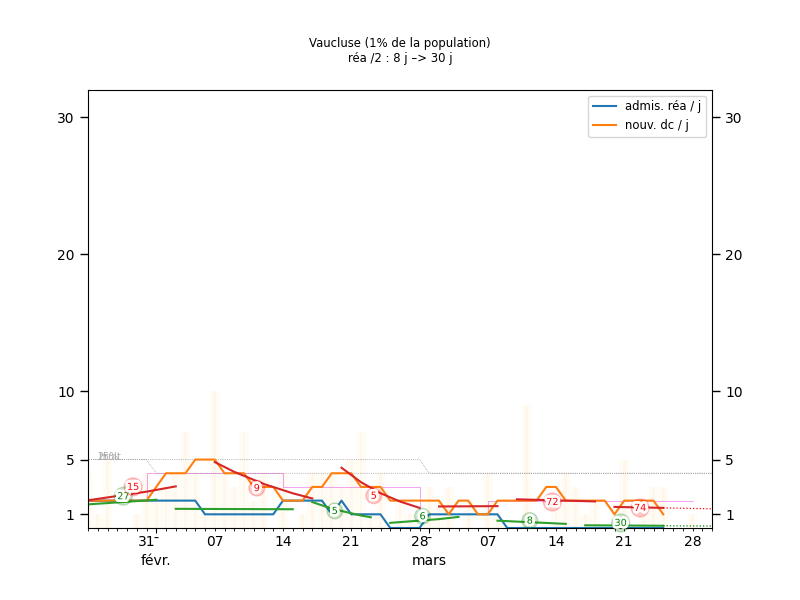 Vaucluse (1% de la population)
réa /2 : 8 j –> 30 j
admis. réa / j
nouv. dc / j
30 30
20 20
10 10
5 5
1 1
15 27 9 5 5 6 8 72 30 74
31- 07 14 21 28- 07 14 21 28
févr. mars